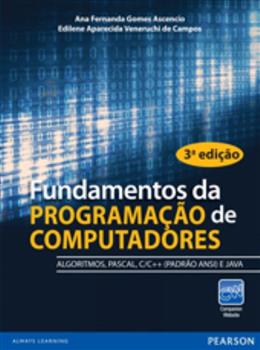 Ana Fernanda Gomes Ascencio
Edilene Aparecida Veneruchi de Campos
3ª edição
Fundamentos da
PROGRAMAÇÃO de
COMPUTADORES
ALGORITMOS, PASCAL, C/C++ (PADRÃO ANSI) E JAVA
Companion
Website
ALWAYS LEARNING
PEARSON